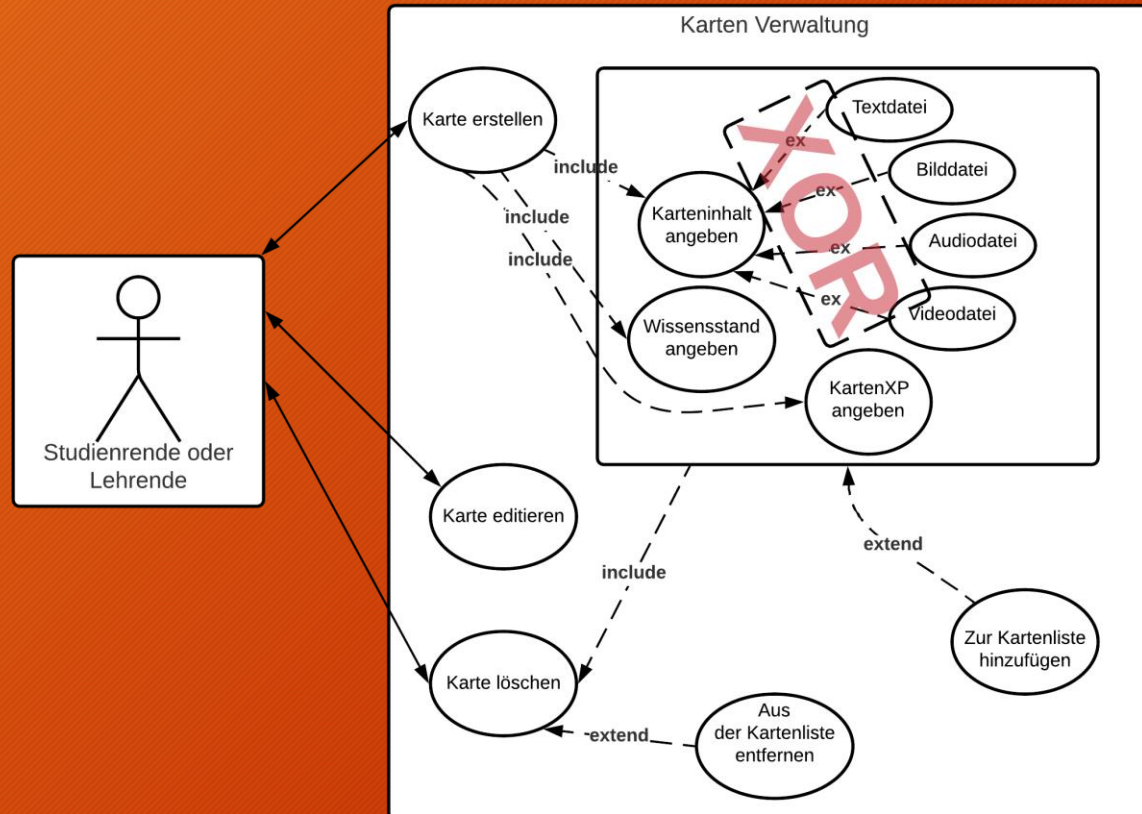 Karten Verwaltung
Karte erstellen
Textdatei
ex
include
Bilddatei
ex
Karteninhalt
angeben
XOR
include
Audiodatei
ex
include
ex
Videodatei
Wissensstand
angeben
KartenXP
angeben
Studienrende oder
Lehrende
Karte editieren
extend
include
Zur Kartenliste
hinzufügen
Karte löschen
Aus
der Kartenliste
entfernen
extend